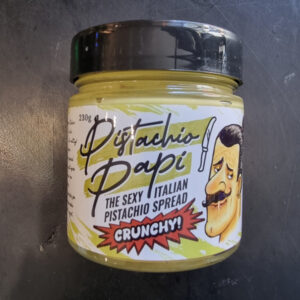 230g
Pistachio
Papi
THE SEXY ITALIAN
PISTACHIO SPREAD
CRUNCHY!